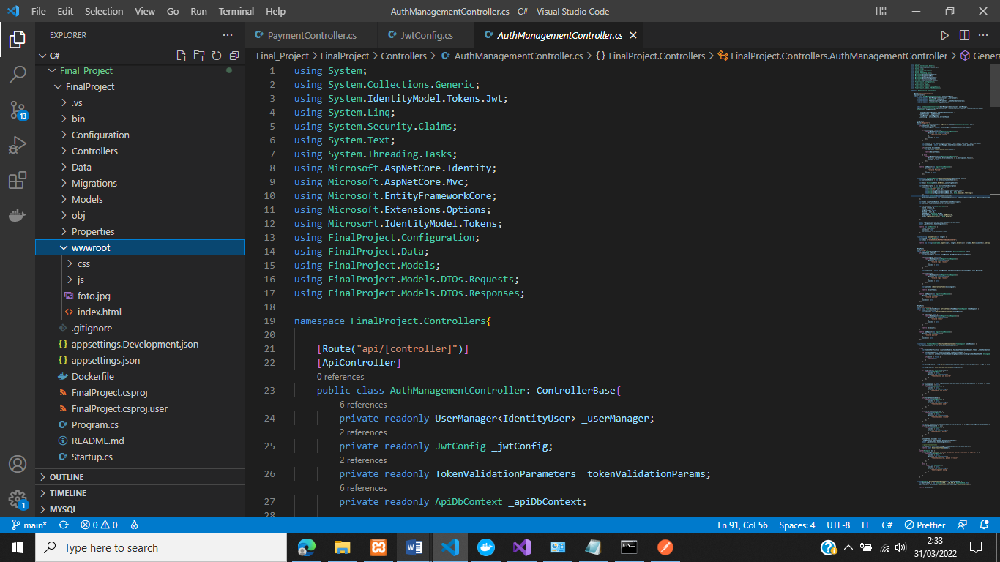 File Edit Selection View Go Run Terminal Help AuthManagementController.cs - C# - Visual Studio Code
EXPLORER
C#
Final_Project
FinalProject
.vs
bin
Configuration
Controllers
Data
Migrations
Models
obj
Properties
wwwroot
css
js
foto.jpg
index.html
.gitignore
appsettings.Development.json
appsettings.json
Dockerfile
FinalProject.csproj
FinalProject.csproj.user
Program.cs
README.md
Startup.cs
OUTLINE
TIMELINE
MYSQL
13
1
PaymentController.cs JwtConfig.cs AuthManagementController.cs
Final_Project > FinalProject > Controllers > AuthManagementController.cs > {} FinalProject.Controllers > FinalProject.Controllers.AuthManagementController > Genera
1 using System;
2 using System.Collections.Generic;
3 using System.IdentityModel.Tokens.Jwt;
4 using System.Linq;
5 using System.Security.Claims;
6 using System.Text;
7 using System.Threading.Tasks;
8 using Microsoft.AspNetCore.Identity;
9 using Microsoft.AspNetCore.Mvc;
10 using Microsoft.EntityFrameworkCore;
11 using Microsoft.Extensions.Options;
12 using Microsoft.IdentityModel.Tokens;
13 using FinalProject.Configuration;
14 using FinalProject.Data;
15 using FinalProject.Models;
16 using FinalProject.Models.DTOs.Requests;
17 using FinalProject.Models.DTOs.Responses;
18
19 namespace FinalProject.Controllers{
20
21 [Route("api/[controller]")]
22 [ApiController]
0 references
23 public class AuthManagementController: ControllerBase{
6 references
24 private readonly UserManager<IdentityUser> _userManager;
2 references
25 private readonly JwtConfig _jwtConfig;
2 references
26 private readonly TokenValidationParameters _tokenValidationParams;
6 references
27 private readonly ApiDbContext _apiDbContext;
28
main* 0 0 Ln 91, Col 56 Spaces: 4 UTF-8 LF C# Prettier
Type here to search
2:33
31/03/2022